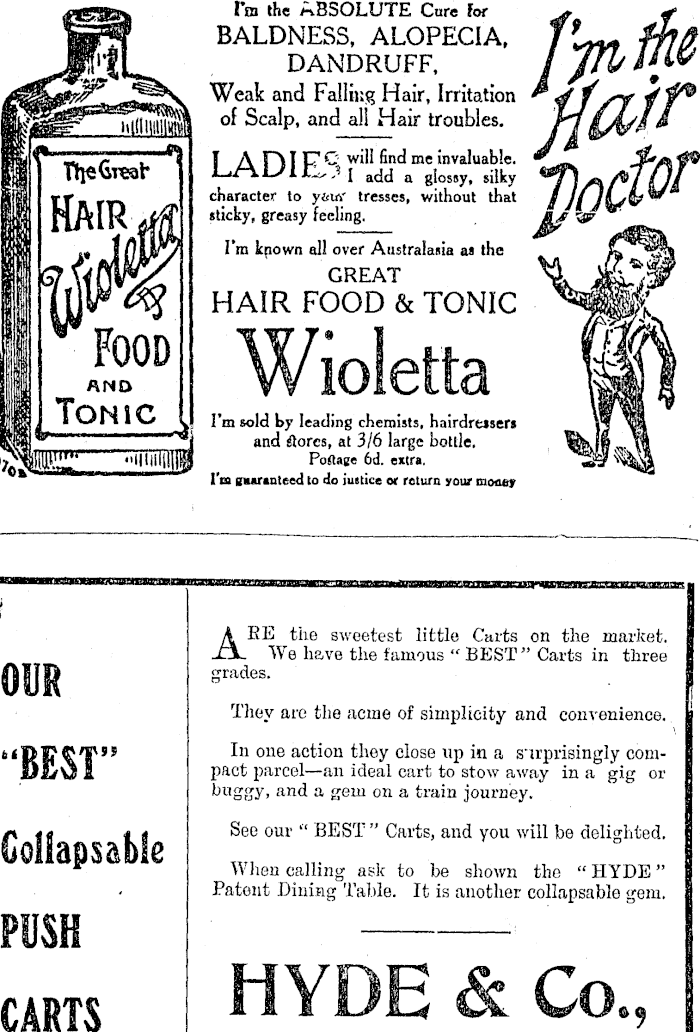 The Great
HAIR
Wioletta
FOOD
AND
TONIC
I'm the ABSOLUTE Cure for
BALDNESS, ALOPECIA,
DANDRUFF,
Weak and Falling Hair, Irritation
of Scalp, and all Hair troubles.
LADIES will find me invaluable.
I add a glossy, silky
character to your tresses, without that
sticky, greasy feeling.
I'm known all over Australasia as the
GREAT
HAIR FOOD & TONIC
Wioletta
I'm sold by leading chemists, hairdressers
and stores, at 3/6 large bottle.
Postage 6d. extra.
I'm guaranteed to do justice or return your money
I'm the
Hair
Doctor
OUR
"BEST"
Collapsable
PUSH
CARTS
ARE the sweetest little Carts on the market.
We have the famous "BEST" Carts in three
grades.
They are the acme of simplicity and convenience.
In one action they close up in a surprisingly com-
pact parcel—an ideal cart to stow away in a gig or
buggy, and a gem on a train journey.
See our "BEST" Carts, and you will be delighted.
When calling ask to be shown the "HYDE"
Patent Dining Table. It is another collapsable gem.
HYDE & Co.,